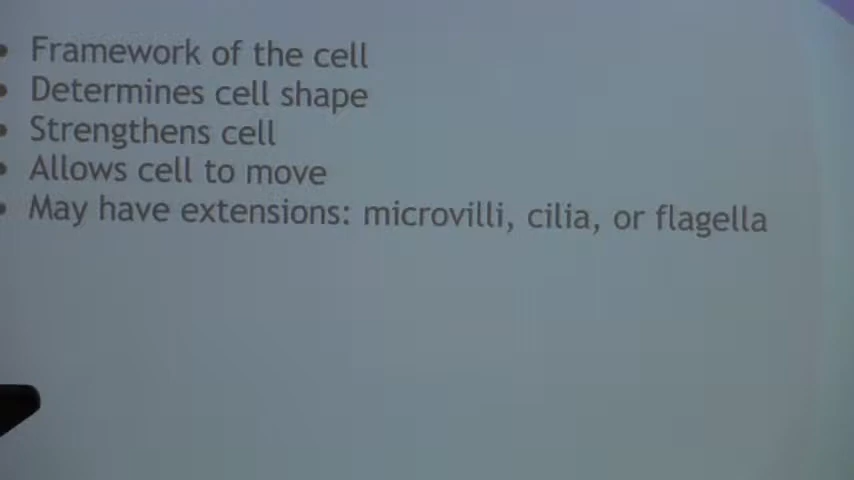 • Framework of the cell
• Determines cell shape
• Strengthens cell
• Allows cell to move
• May have extensions: microvilli, cilia, or flagella